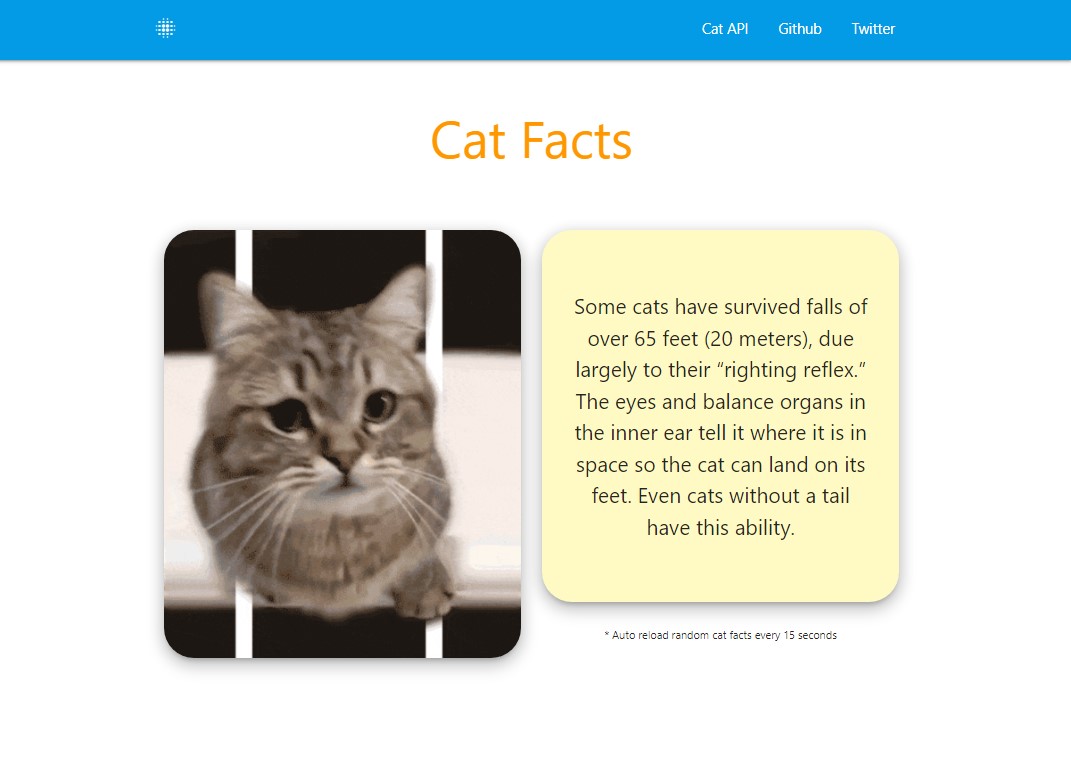 Cat API Github Twitter
Cat Facts
Some cats have survived falls of
over 65 feet (20 meters), due
largely to their “righting reflex.”
The eyes and balance organs in
the inner ear tell it where it is in
space so the cat can land on its
feet. Even cats without a tail
have this ability.
* Auto reload random cat facts every 15 seconds